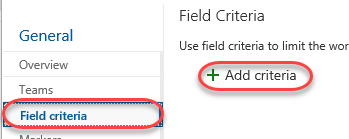 General
Overview
Teams
Field criteria
Field Criteria
Use field criteria to limit the wor
+ Add criteria